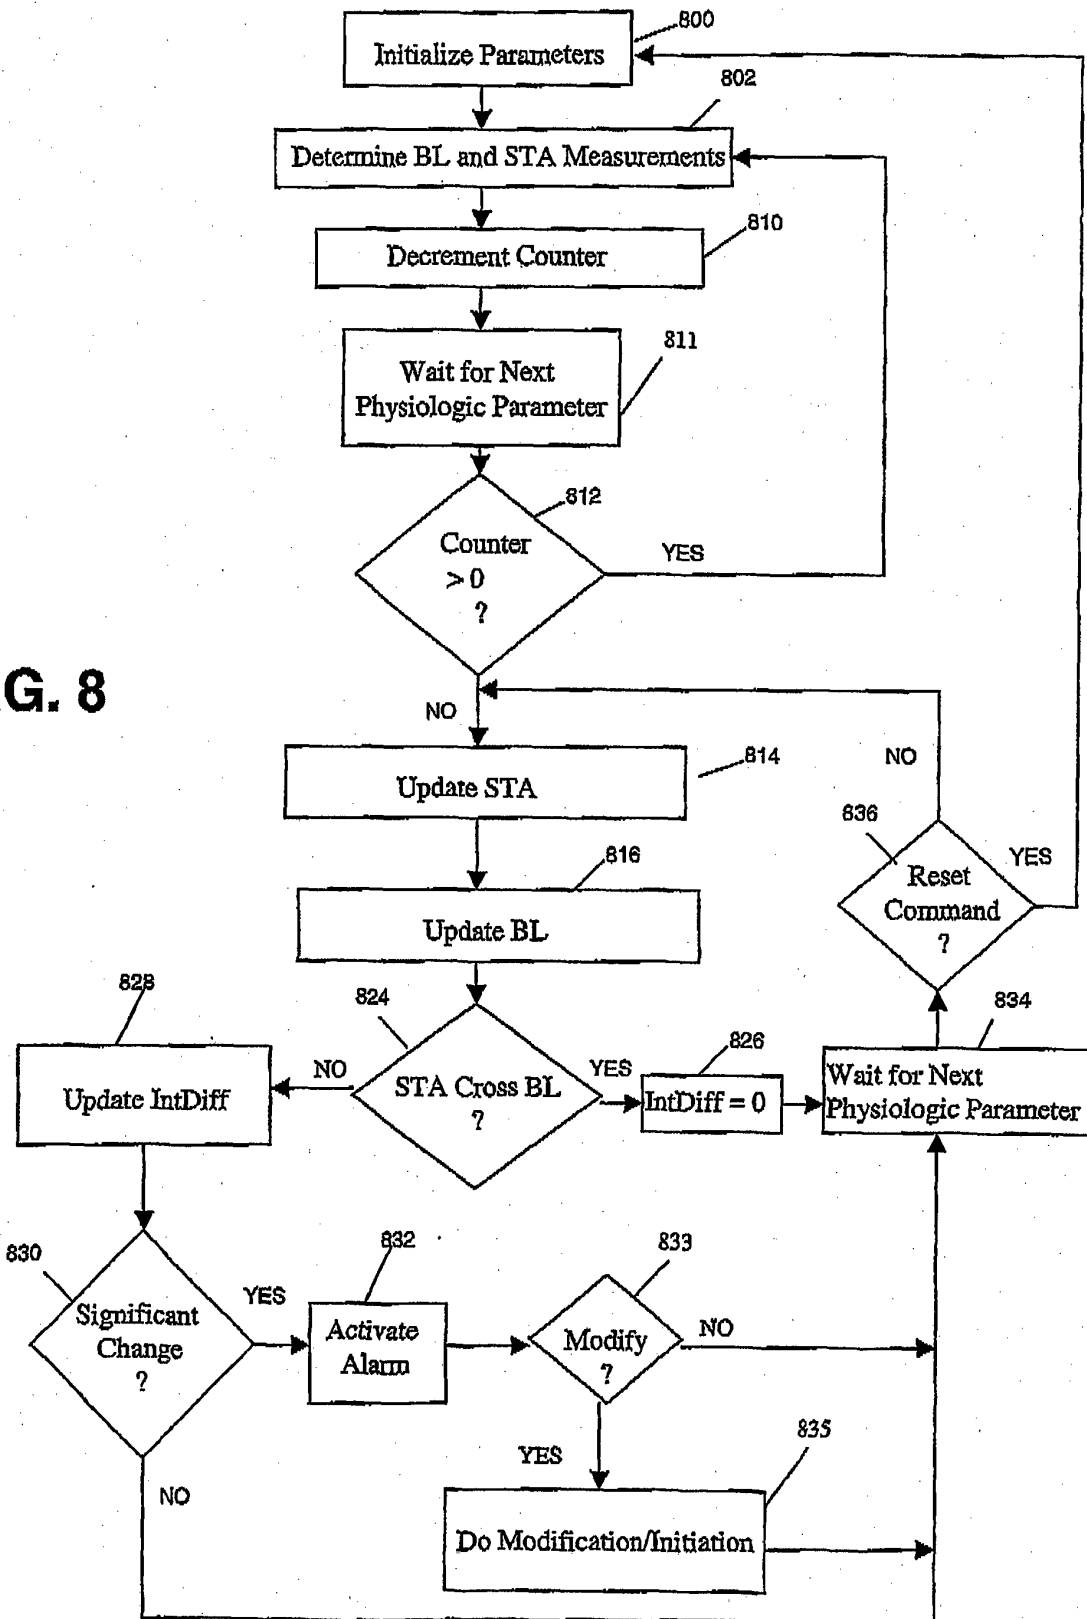 800
Initialize Parameters
802
Determine BL and STA Measurements
810
Decrement Counter
811
Wait for Next
Physiologic Parameter
812
Counter
> 0
?
YES
G. 8
NO
814
Update STA
NO
836
Reset
Command
?
YES
816
Update BL
828
Update IntDiff
824
NO
STA Cross BL
?
YES
826
IntDiff = 0
834
Wait for Next
Physiologic Parameter
830
Significant
Change
?
YES
832
Activate
Alarm
833
Modify
?
NO
YES
835
NO
Do Modification/Initiation